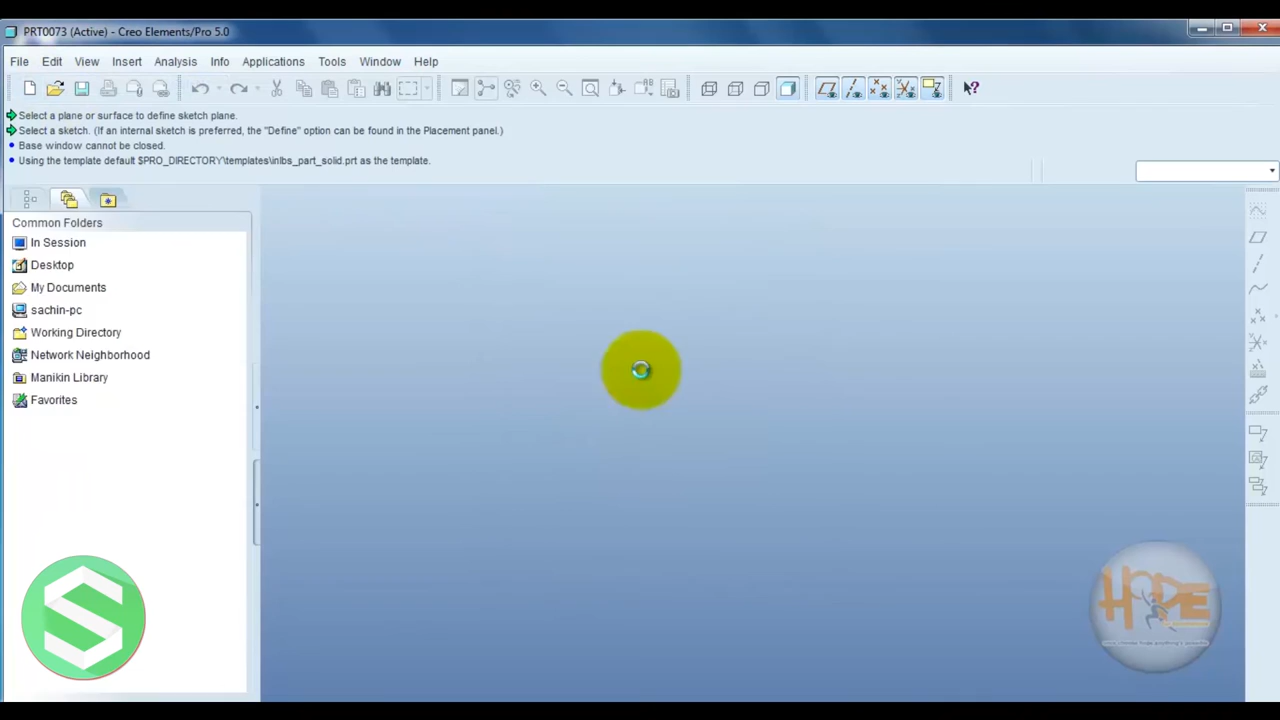 PRT0073 (Active) - Creo Elements/Pro 5.0
File Edit View Insert Analysis Info Applications Tools Window Help
Select a plane or surface to define sketch plane.
Select a sketch. (If an internal sketch is preferred, the "Define" option can be found in the Placement panel.)
Base window cannot be closed.
Using the template default $PRO_DIRECTORY\templates\inlbs_part_solid.prt as the template.
Common Folders
In Session
Desktop
My Documents
sachin-pc
Working Directory
Network Neighborhood
Manikin Library
Favorites
S
HOPE